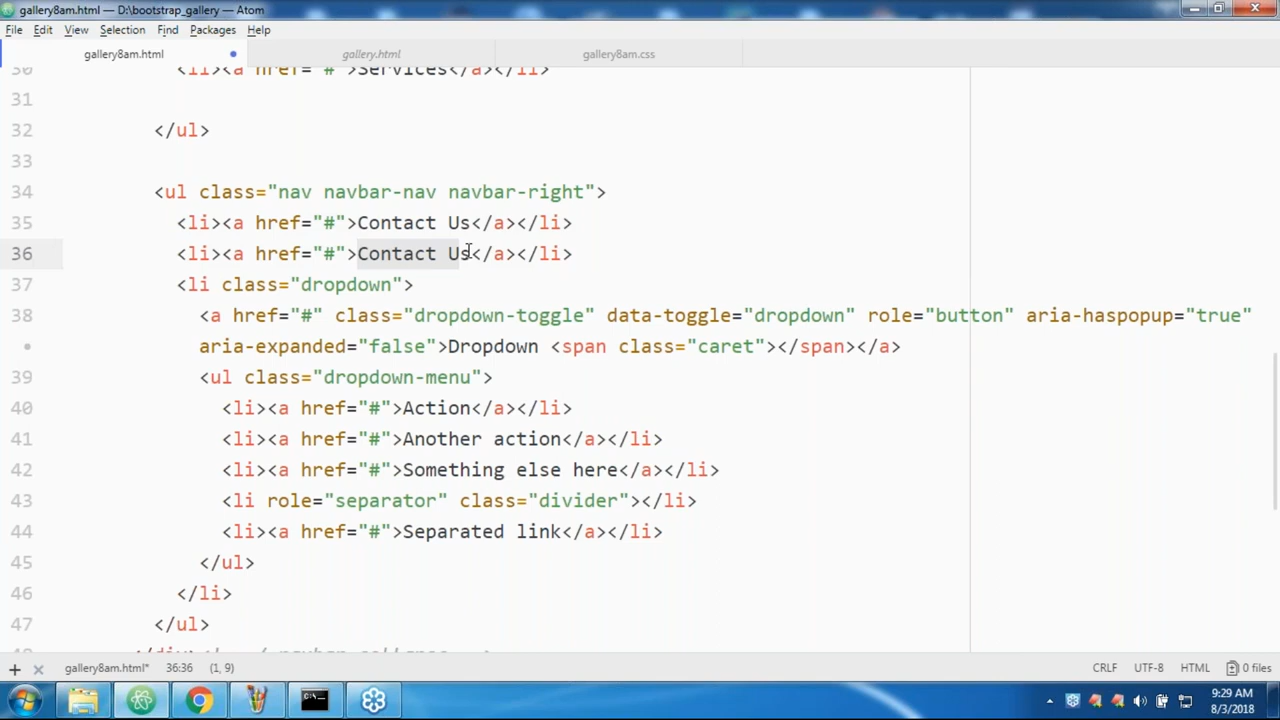 gallery8am.html — D:\bootstrap_gallery — Atom
File Edit View Selection Find Packages Help
gallery8am.html gallery.html gallery8am.css
30 <li><a href="#">Services</a></li>
31
32 </ul>
33
34 <ul class="nav navbar-nav navbar-right">
35 <li><a href="#">Contact Us</a></li>
36 <li><a href="#">Contact Us</a></li>
37 <li class="dropdown">
38 <a href="#" class="dropdown-toggle" data-toggle="dropdown" role="button" aria-haspopup="true"
• aria-expanded="false">Dropdown <span class="caret"></span></a>
39 <ul class="dropdown-menu">
40 <li><a href="#">Action</a></li>
41 <li><a href="#">Another action</a></li>
42 <li><a href="#">Something else here</a></li>
43 <li role="separator" class="divider"></li>
44 <li><a href="#">Separated link</a></li>
45 </ul>
46 </li>
47 </ul>
gallery8am.html* 36:36 (1, 9) CRLF UTF-8 HTML 0 files
9:29 AM
8/3/2018